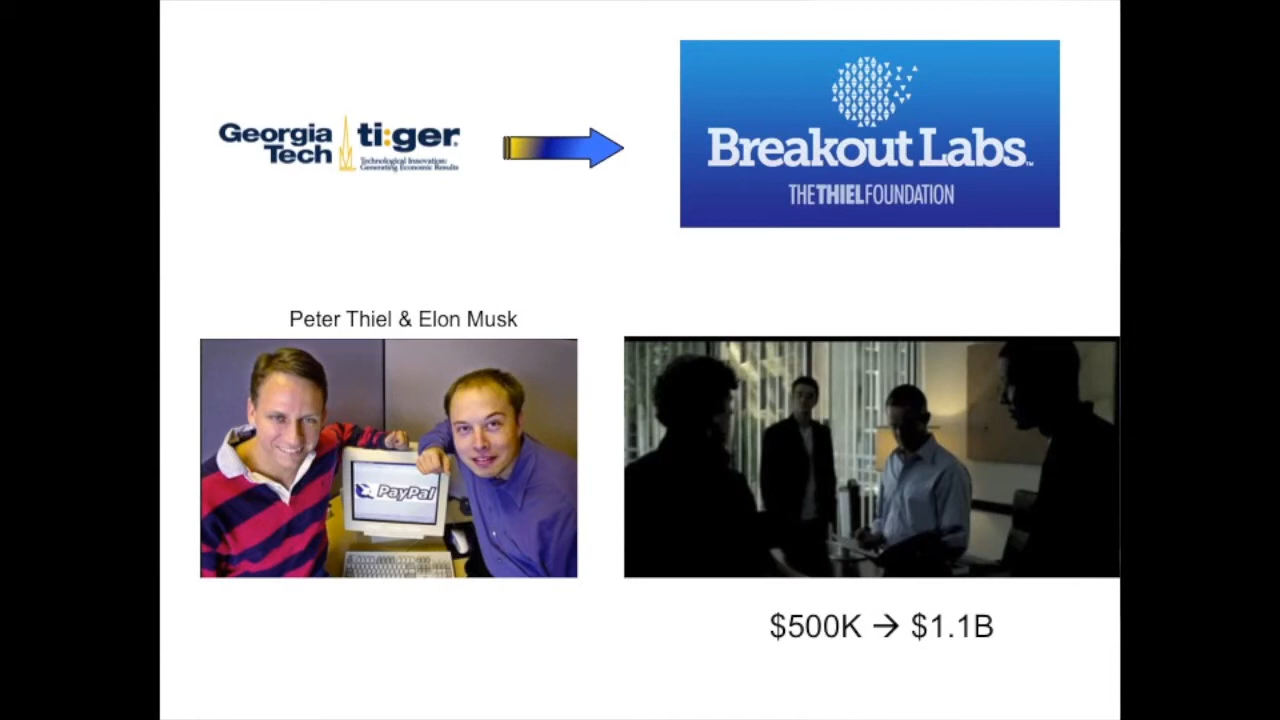 Georgia
Tech
ti:ger®
Technological Innovation:
Generating Economic Results
Breakout Labs™
THE THIEL FOUNDATION
Peter Thiel & Elon Musk
PayPal
$500K → $1.1B